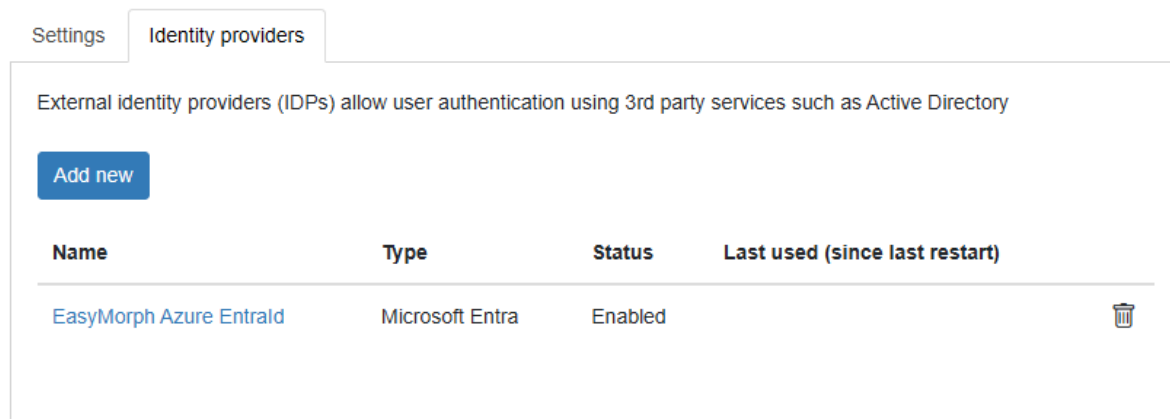 Settings
Identity providers
External identity providers (IDPs) allow user authentication using 3rd party services such as Active Directory
Add new
Name Type Status Last used (since last restart)
EasyMorph Azure EntraId Microsoft Entra Enabled